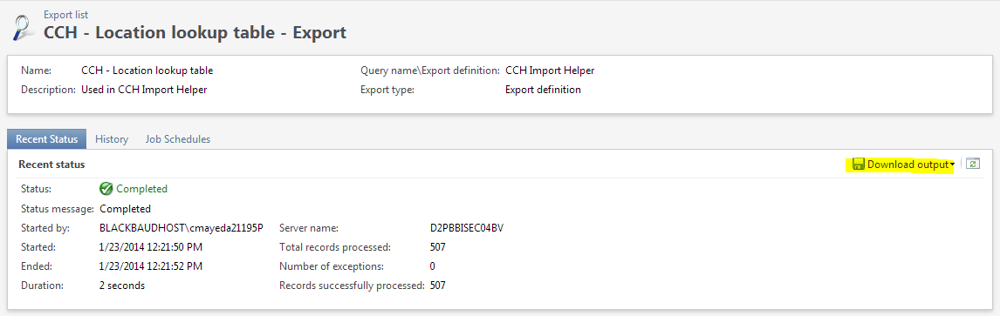 Export list
CCH - Location lookup table - Export
Name: CCH - Location lookup table Query name\Export definition: CCH Import Helper
Description: Used in CCH Import Helper Export type: Export definition
Recent Status History Job Schedules
Recent status Download output
Status: Completed
Status message: Completed
Started by: BLACKBAUDHOST\cmayeda21195P Server name: D2PBBISEC04BV
Started: 1/23/2014 12:21:50 PM Total records processed: 507
Ended: 1/23/2014 12:21:52 PM Number of exceptions: 0
Duration: 2 seconds Records successfully processed: 507